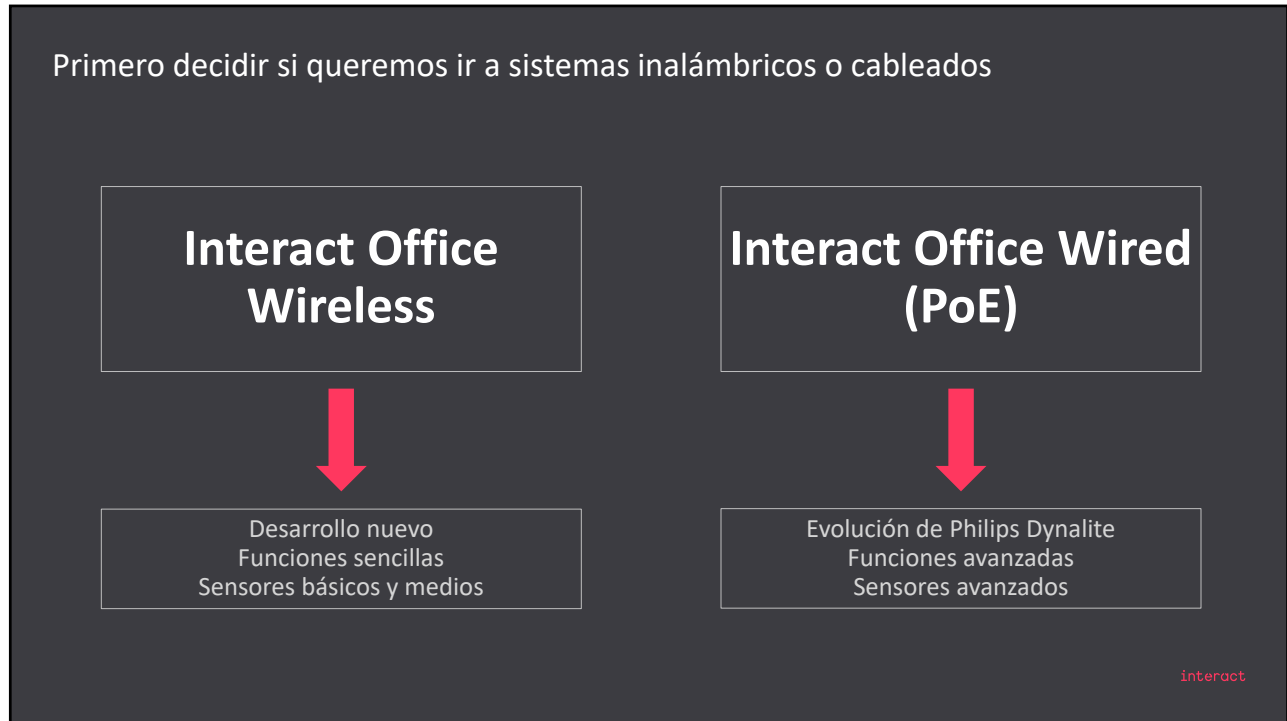 Primero decidir si queremos ir a sistemas inalámbricos o cableados
Interact Office
Wireless
Interact Office Wired
(PoE)
Desarrollo nuevo
Funciones sencillas
Sensores básicos y medios
Evolución de Philips Dynalite
Funciones avanzadas
Sensores avanzados
interact